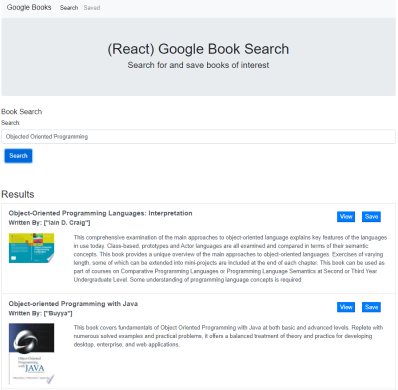 Google Books Search Saved
(React) Google Book Search
Search for and save books of interest
Book Search
Search:
Objected Oriented Programming
Search
Results
Object-Oriented Programming Languages: Interpretation
View Save
Written By: ["Iain D. Craig"]
This comprehensive examination of the main approaches to object-oriented language explains key features of the languages
in use today. Class-based, prototypes and Actor languages are all examined and compared in terms of their semantic
concepts. This book provides a unique overview of the main approaches to object-oriented languages. Exercises of varying
length, some of which can be extended into mini-projects are included at the end of each chapter. This book can be used as
part of courses on Comparative Programming Languages or Programming Language Semantics at Second or Third Year
Undergraduate Level. Some understanding of programming language concepts is required.
Object-oriented Programming with Java
View Save
Written By: ["Buyya"]
This book covers fundamentals of Object Oriented Programming with Java at both basic and advanced levels. Replete with
numerous solved examples and practical problems, it offers a balanced treatment of theory and practice for developing
desktop, enterprise, and web applications.
Object-Oriented
Programming
with JAVA